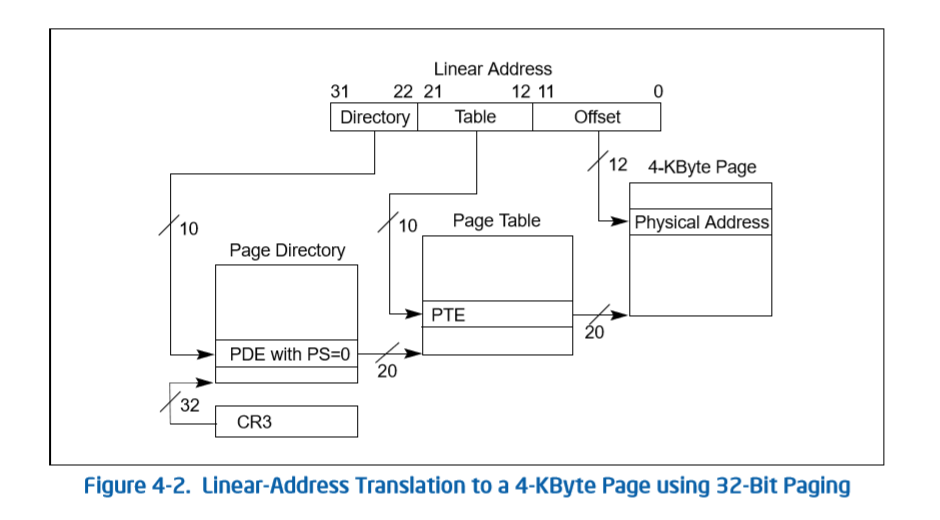 Linear Address
31 22 21 12 11 0
Directory Table Offset
12 4-KByte Page
10 10 Page Table Physical Address
Page Directory
PTE
20
PDE with PS=0
20
32
CR3
Figure 4-2. Linear-Address Translation to a 4-KByte Page using 32-Bit Paging